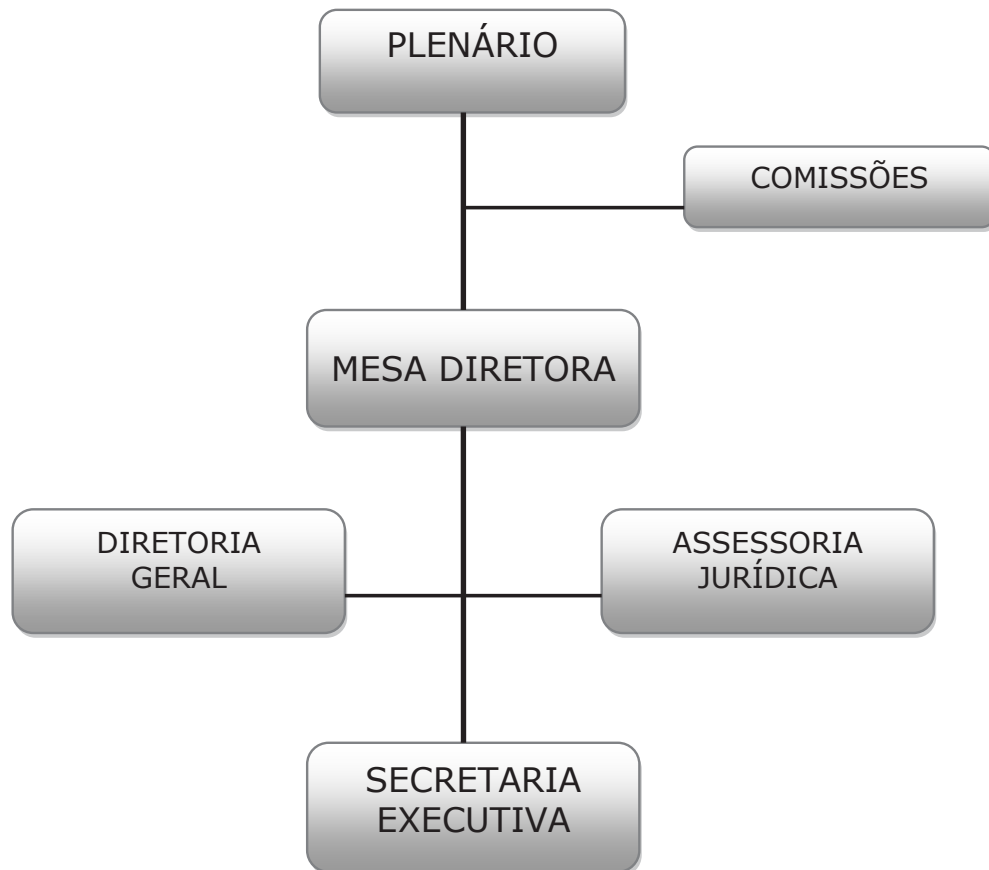 PLENÁRIO
COMISSÕES
MESA DIRETORA
DIRETORIA
GERAL
ASSESSORIA
JURÍDICA
SECRETARIA
EXECUTIVA